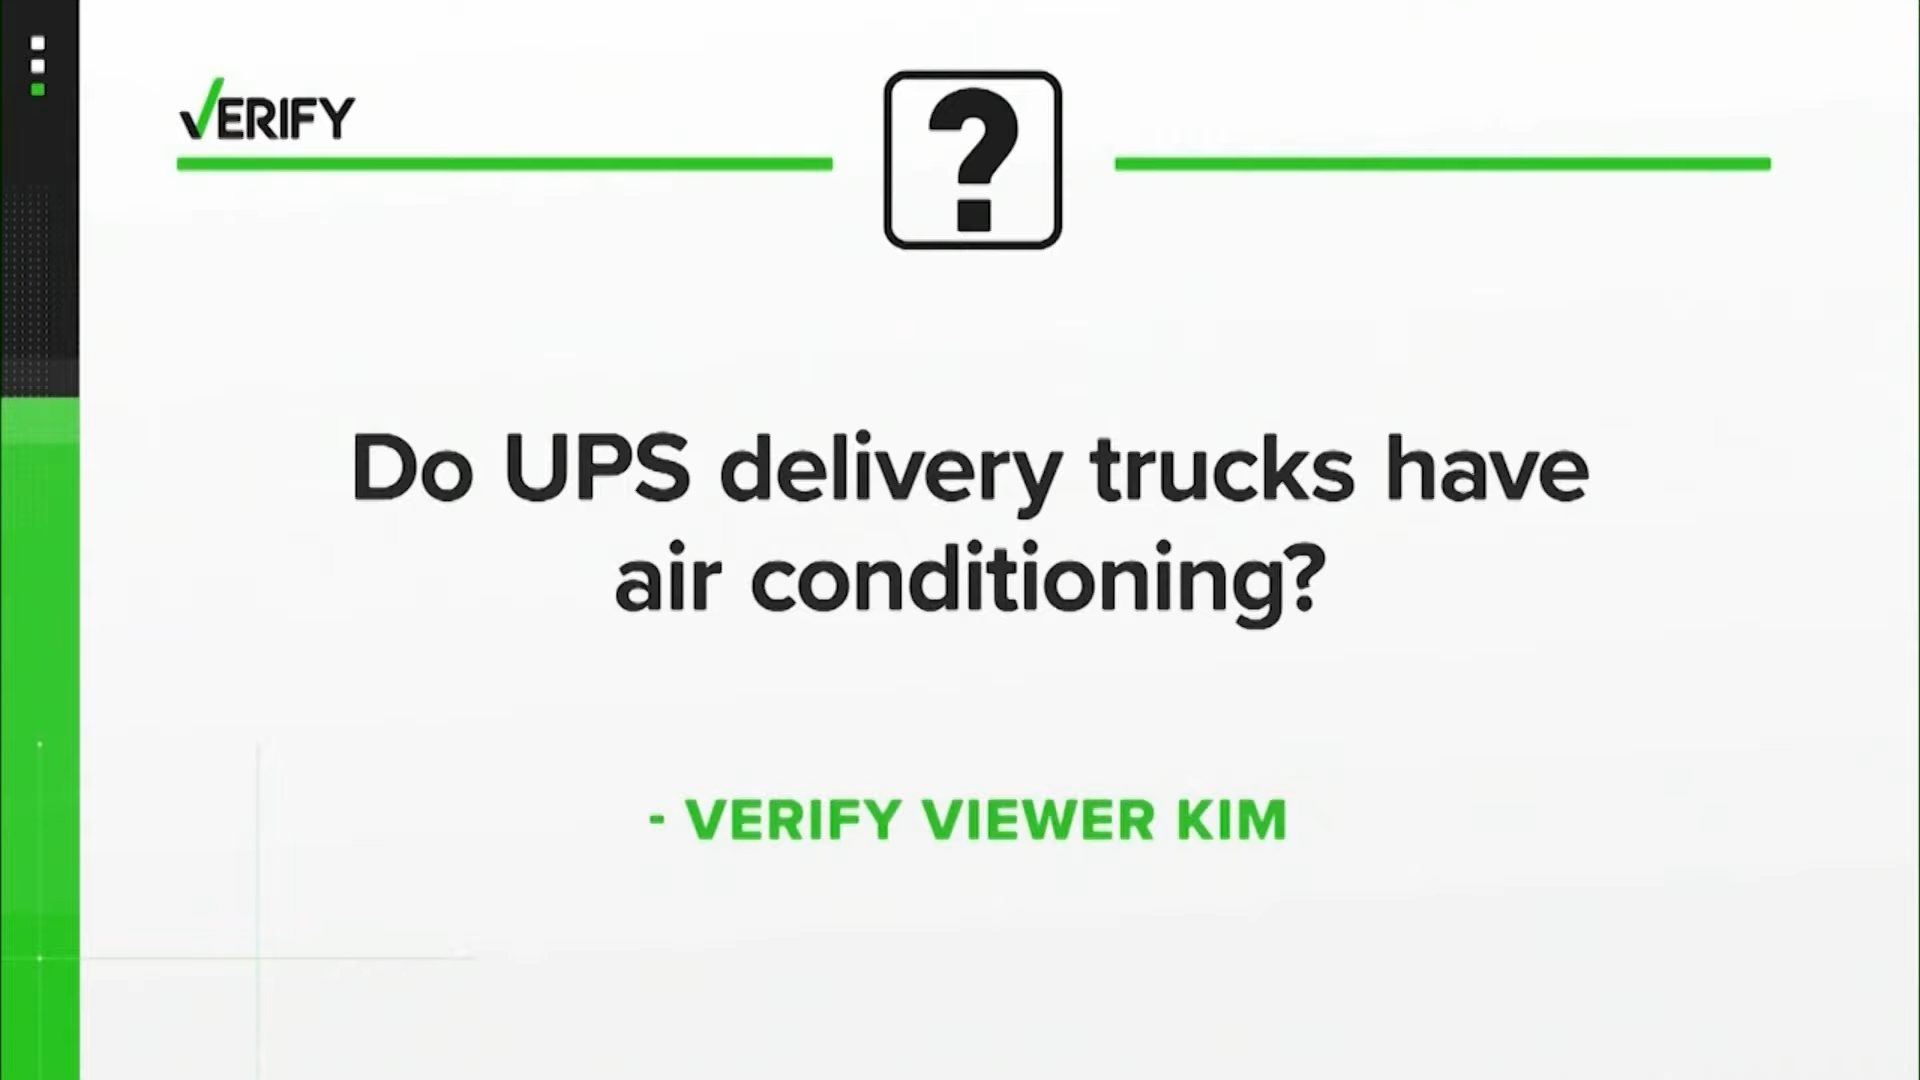 VERIFY
?
Do UPS delivery trucks have
air conditioning?
- VERIFY VIEWER KIM